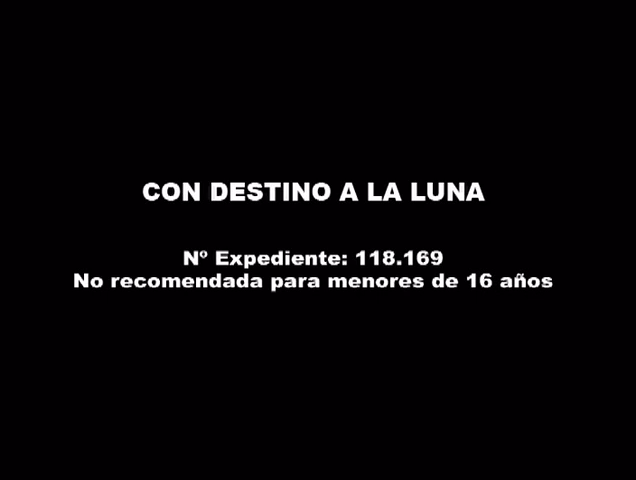 CON DESTINO A LA LUNA
Nº Expediente: 118.169
No recomendada para menores de 16 años